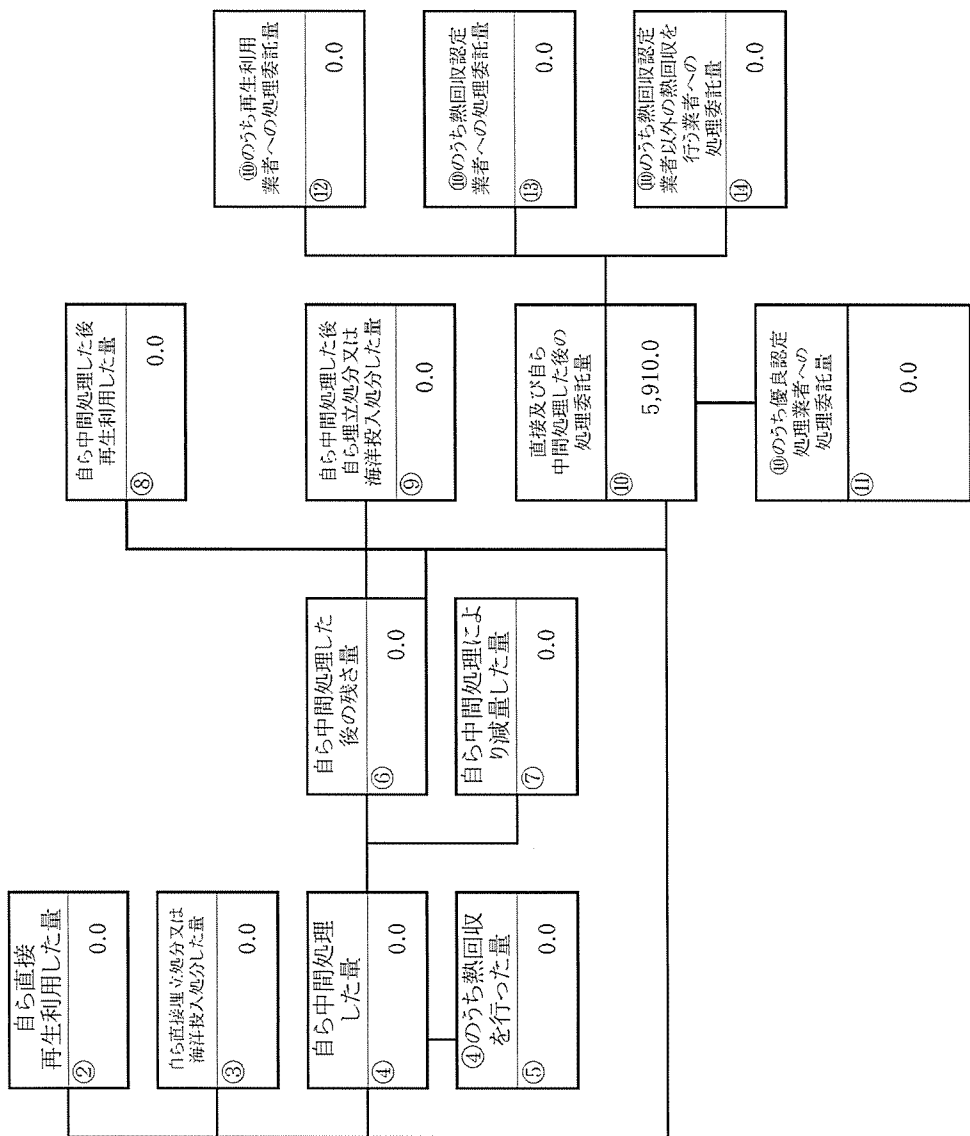 自ら直接
再生利用した量
② 0.0
自ら直接埋立処分又は
海洋投入処分した量
③ 0.0
自ら中間処理
した量
④ 0.0
④のうち熱回収
を行った量
⑤ 0.0
自ら中間処理した
後の残さ量
⑥ 0.0
自ら中間処理によ
り減量した量
⑦ 0.0
自ら中間処理した後
再生利用した量
⑧ 0.0
自ら中間処理した後
自ら埋立処分又は
海洋投入処分した量
⑨ 0.0
直接及び自ら
中間処理した後の
処理委託量
⑩ 5,910.0
⑩のうち優良認定
処理業者への
処理委託量
⑪ 0.0
⑩のうち再生利用
業者への処理委託量
⑫ 0.0
⑩のうち熱回収認定
業者への処理委託量
⑬ 0.0
⑩のうち熱回収認定
業者以外の熱回収を
行う業者への
処理委託量
⑭ 0.0